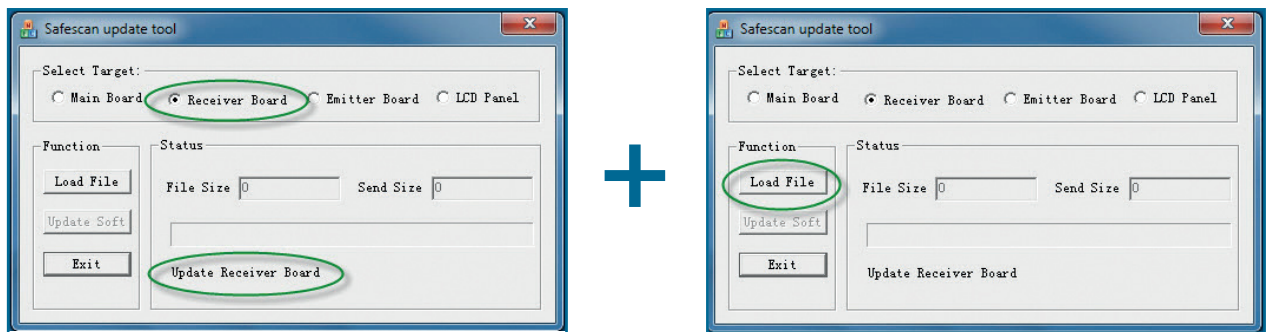 Safescan update tool
Select Target:
Main Board Receiver Board Emitter Board LCD Panel
Function
Status
Load File
File Size 0 Send Size 0
Update Soft
Exit
Update Receiver Board
+
Safescan update tool
Select Target:
Main Board Receiver Board Emitter Board LCD Panel
Function
Status
Load File
File Size 0 Send Size 0
Update Soft
Exit
Update Receiver Board